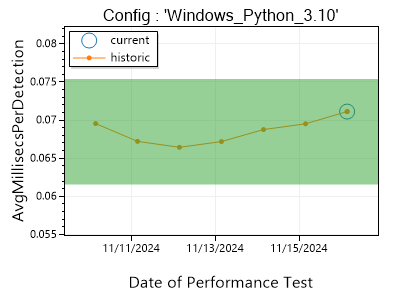 Config : 'Windows_Python_3.10'
AvgMillisecsPerDetection
0.08
0.075
0.07
0.065
0.06
0.055
current
historic
11/11/2024
11/13/2024
11/15/2024
Date of Performance Test